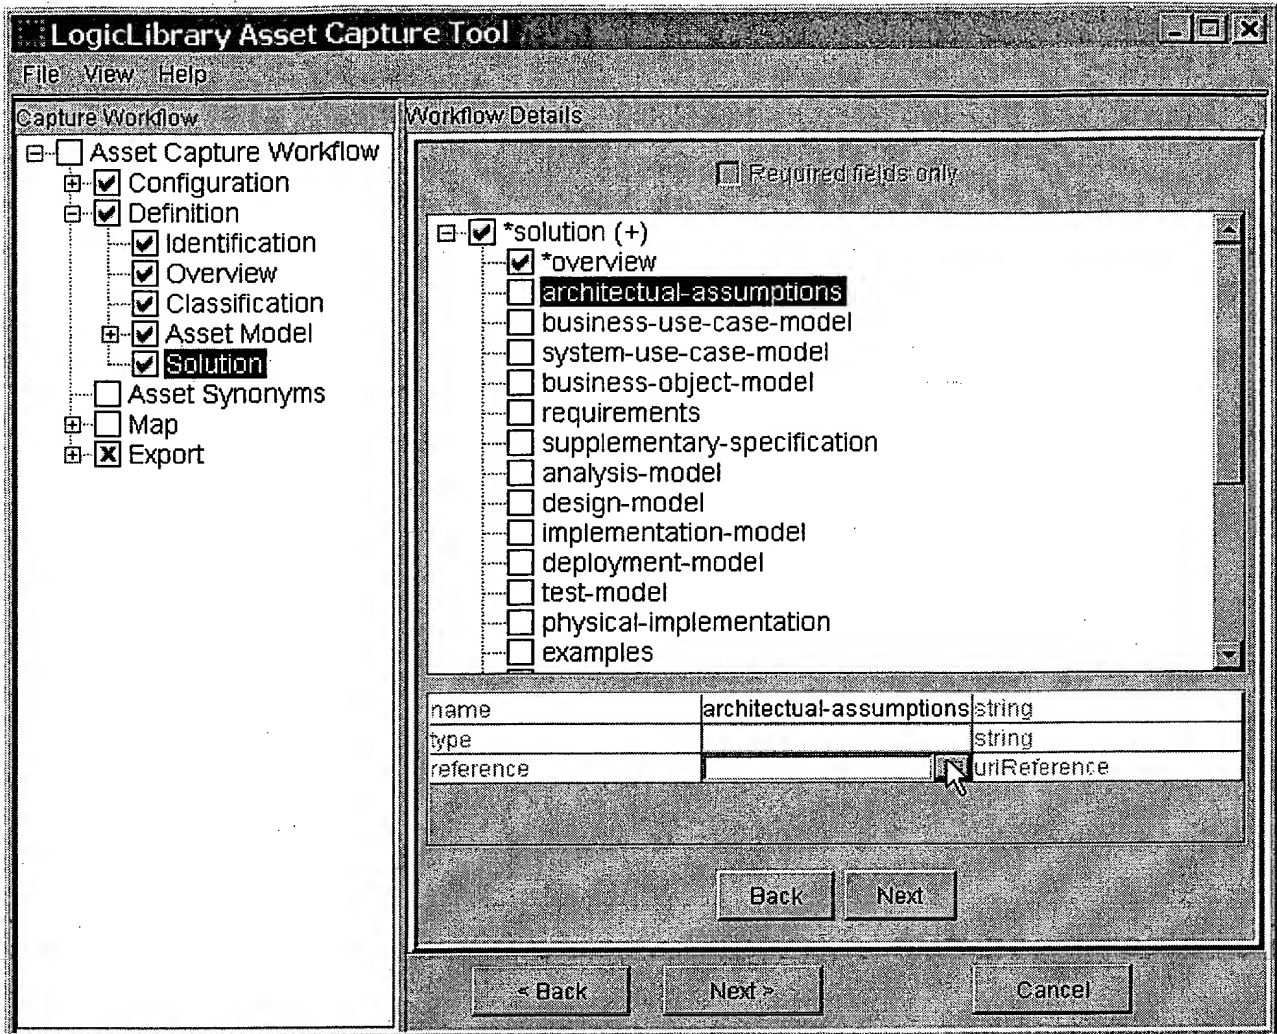 LogicLibrary Asset Capture Tool
File View Help
Capture Workflow
Asset Capture Workflow
Configuration
Definition
Identification
Overview
Classification
Asset Model
Solution
Asset Synonyms
Map
Export
Workflow Details
Required fields only
*solution (+)
*overview
architectual-assumptions
business-use-case-model
system-use-case-model
business-object-model
requirements
supplementary-specification
analysis-model
design-model
implementation-model
deployment-model
test-model
physical-implementation
examples
name architectual-assumptions string
type string
reference uriReference
Back Next
< Back Next > Cancel